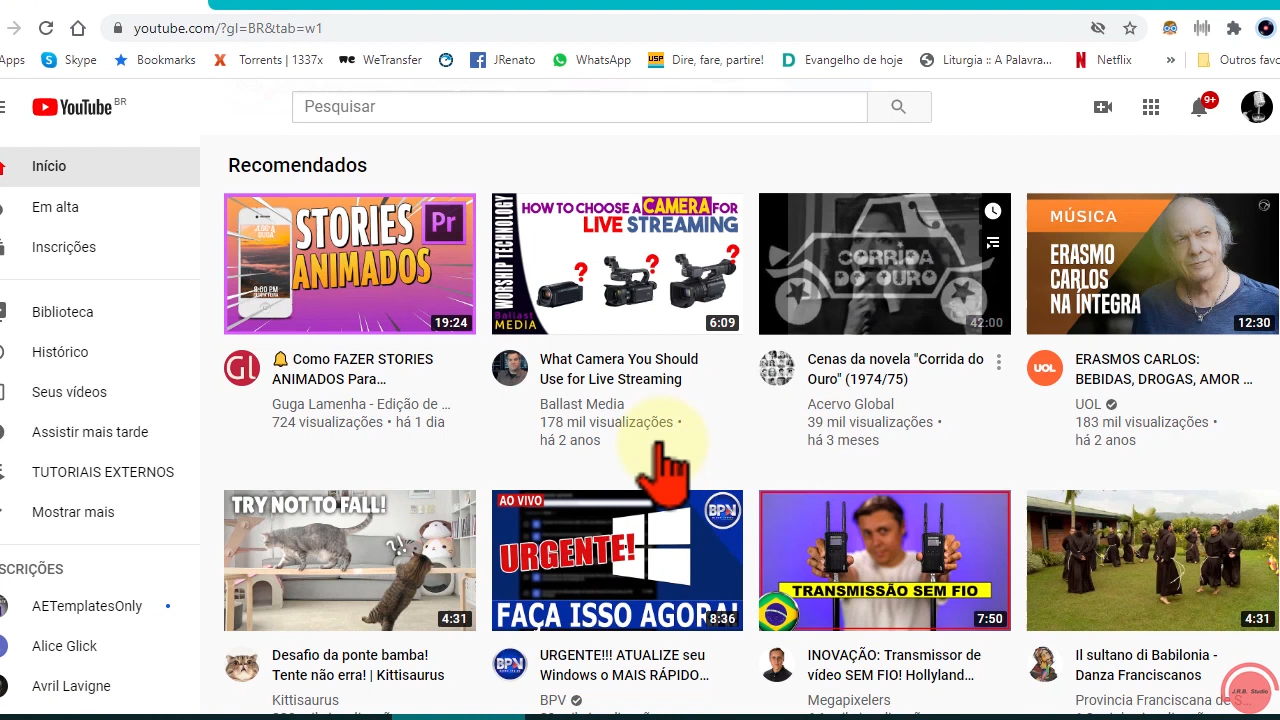 youtube.com/?gl=BR&tab=w1
Apps
Skype
Bookmarks
Torrents | 1337x
we WeTransfer
JRenato
WhatsApp
USP Dire, fare, partire!
D Evangelho de hoje
Liturgia :: A Palavra...
N Netflix
»
Outros favo
YouTube BR
Pesquisar
9+
Início
Em alta
Inscrições
Biblioteca
Histórico
Seus vídeos
Assistir mais tarde
TUTORIAIS EXTERNOS
Mostrar mais
SCRIÇÕES
AETemplatesOnly
Alice Glick
Avril Lavigne
Recomendados
STORIES
ANIMADOS
Pr
8:00 PM
19:24
GL
🔔 Como FAZER STORIES
ANIMADOS Para...
Guga Lamenha - Edição de ...
724 visualizações • há 1 dia
WORSHIP TECHNOLOGY
HOW TO CHOOSE A CAMERA FOR
LIVE STREAMING
? ? ?
Ballast
MEDIA
6:09
What Camera You Should
Use for Live Streaming
Ballast Media
178 mil visualizações •
há 2 anos
CORRIDA
DO OURO
42:00
Cenas da novela "Corrida do
Ouro" (1974/75)
Acervo Global
39 mil visualizações •
há 3 meses
MÚSICA
ERASMO
CARLOS
NA ÍNTEGRA
12:30
UOL
ERASMOS CARLOS:
BEBIDAS, DROGAS, AMOR ...
UOL
183 mil visualizações •
há 2 anos
TRY NOT TO FALL!
?!
4:31
Desafio da ponte bamba!
Tente não erra! | Kittisaurus
Kittisaurus
AO VIVO
BPV
URGENTE!
FAÇA ISSO AGORA!
8:36
BPV
URGENTE!!! ATUALIZE seu
Windows o MAIS RÁPIDO...
BPV
TRANSMISSÃO SEM FIO
7:50
INOVAÇÃO: Transmissor de
vídeo SEM FIO! Hollyland...
Megapixelers
4:31
Il sultano di Babilonia -
Danza Franciscanos
Provincia Franciscana de S...
J.R.B. Studio